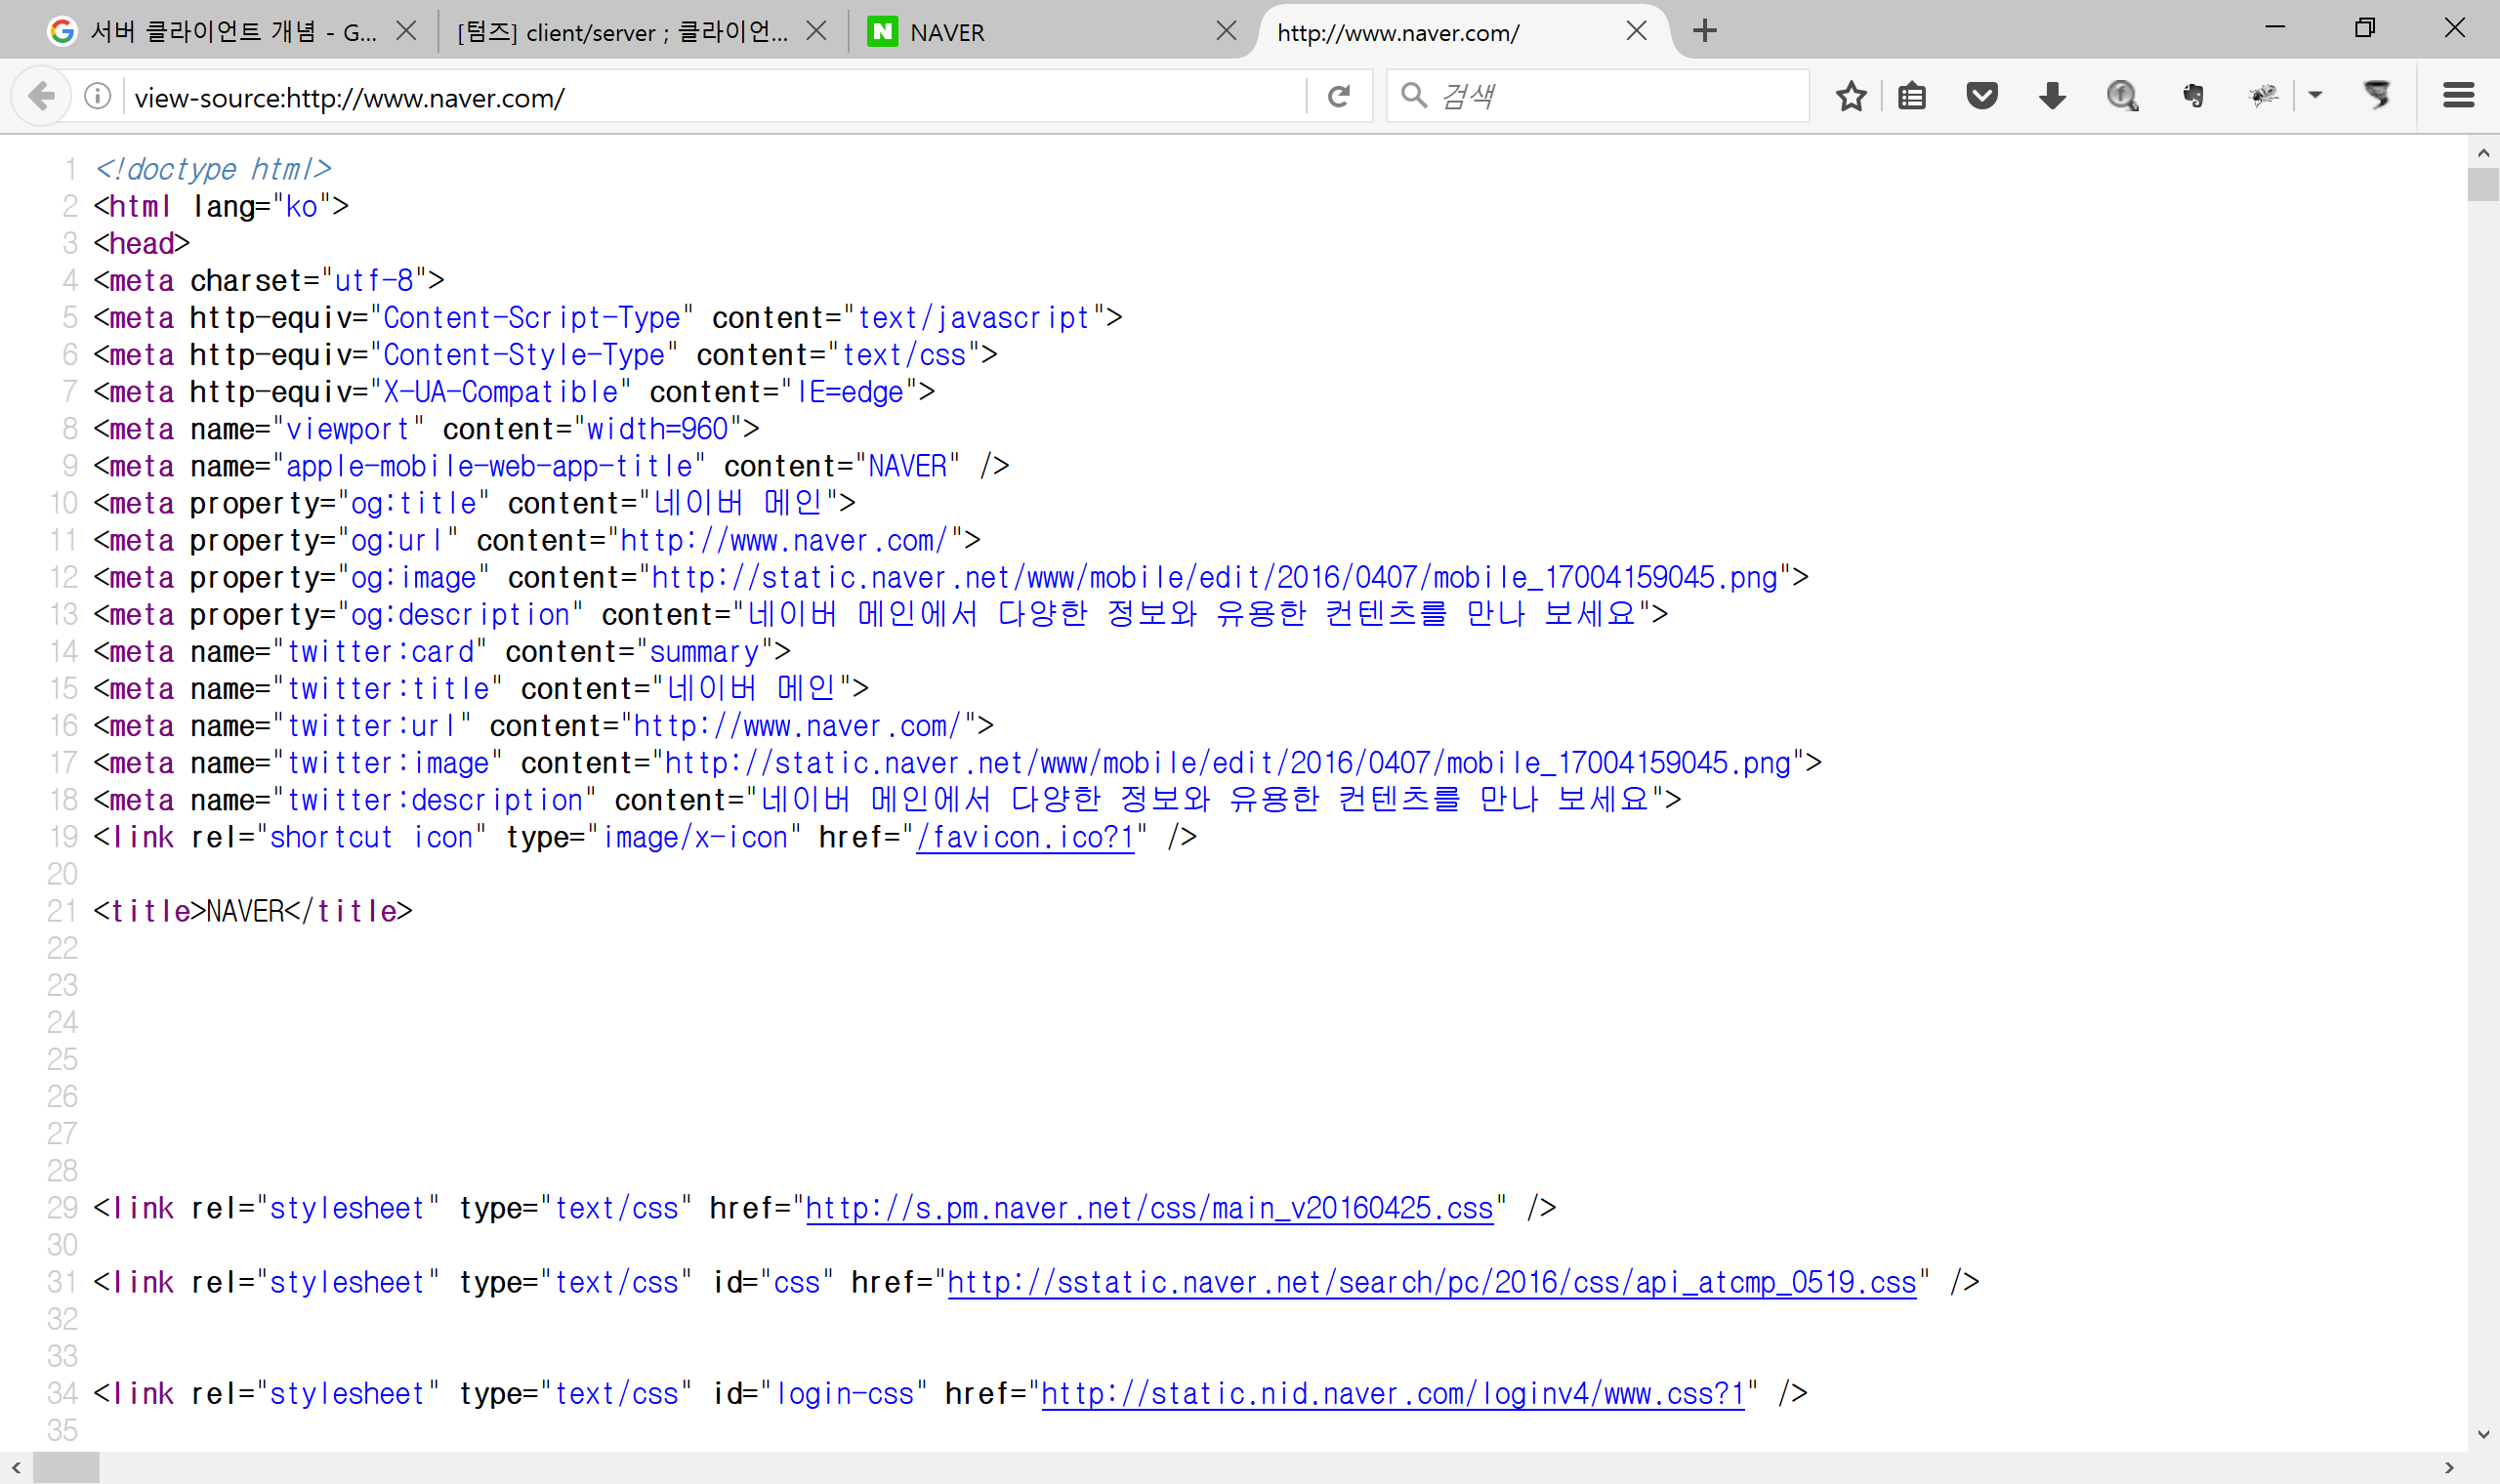 서버 클라이언트 개념 - G...
[텀즈] client/server ; 클라이언...
NAVER
http://www.naver.com/
view-source:http://www.naver.com/
검색
1 <!doctype html>
2 <html lang="ko">
3 <head>
4 <meta charset="utf-8">
5 <meta http-equiv="Content-Script-Type" content="text/javascript">
6 <meta http-equiv="Content-Style-Type" content="text/css">
7 <meta http-equiv="X-UA-Compatible" content="IE=edge">
8 <meta name="viewport" content="width=960">
9 <meta name="apple-mobile-web-app-title" content="NAVER" />
10 <meta property="og:title" content="네이버 메인">
11 <meta property="og:url" content="http://www.naver.com/">
12 <meta property="og:image" content="http://static.naver.net/www/mobile/edit/2016/0407/mobile_17004159045.png">
13 <meta property="og:description" content="네이버 메인에서 다양한 정보와 유용한 컨텐츠를 만나 보세요">
14 <meta name="twitter:card" content="summary">
15 <meta name="twitter:title" content="네이버 메인">
16 <meta name="twitter:url" content="http://www.naver.com/">
17 <meta name="twitter:image" content="http://static.naver.net/www/mobile/edit/2016/0407/mobile_17004159045.png">
18 <meta name="twitter:description" content="네이버 메인에서 다양한 정보와 유용한 컨텐츠를 만나 보세요">
19 <link rel="shortcut icon" type="image/x-icon" href="/favicon.ico?1" />
20
21 <title>NAVER</title>
22
23
24
25
26
27
28
29 <link rel="stylesheet" type="text/css" href="http://s.pm.naver.net/css/main_v20160425.css" />
30
31 <link rel="stylesheet" type="text/css" id="css" href="http://sstatic.naver.net/search/pc/2016/css/api_atcmp_0519.css" />
32
33
34 <link rel="stylesheet" type="text/css" id="login-css" href="http://static.nid.naver.com/loginv4/www.css?1" />
35